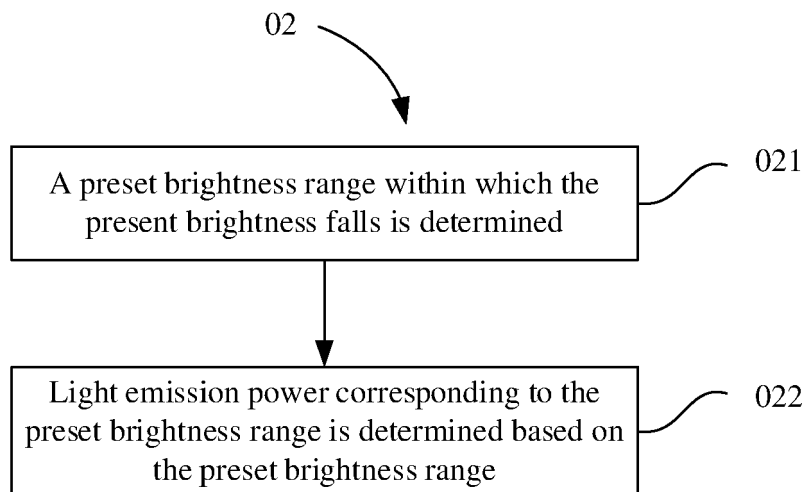 02
A preset brightness range within which the
present brightness falls is determined
021
Light emission power corresponding to the
preset brightness range is determined based on
the preset brightness range
022